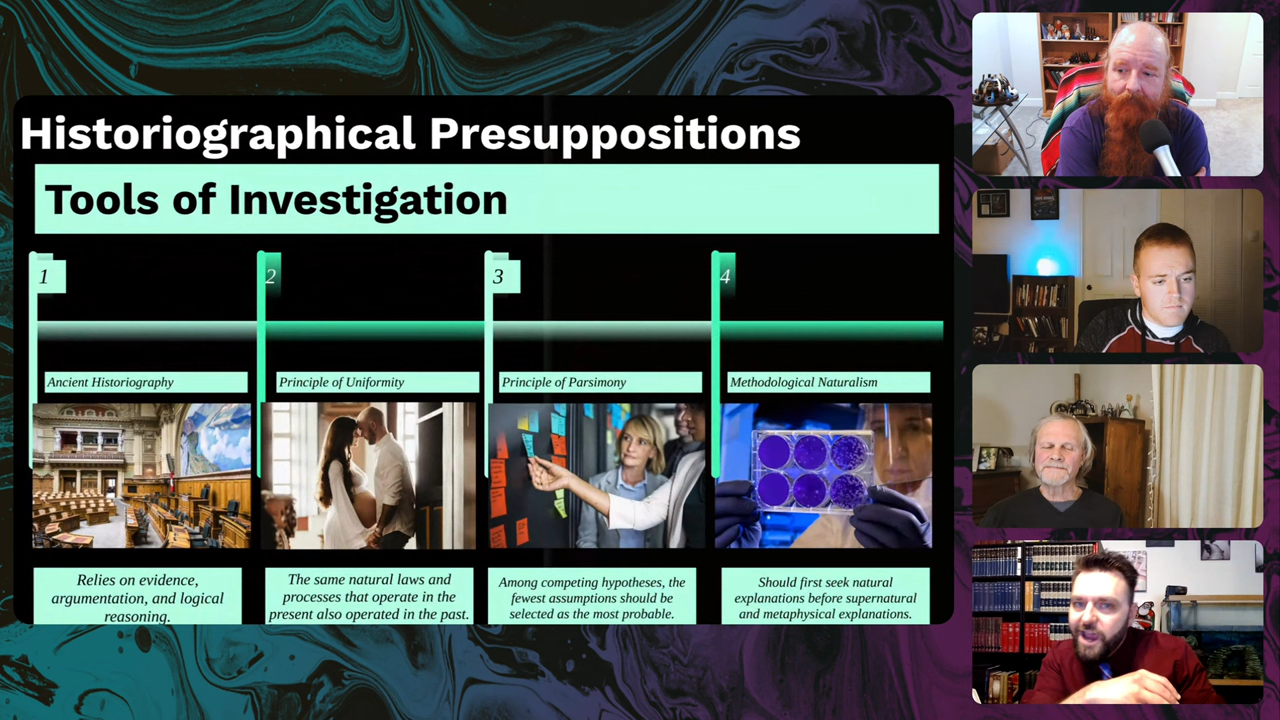 Historiographical Presuppositions
Tools of Investigation
1
2
3
4
Ancient Historiography
Principle of Uniformity
Principle of Parsimony
Methodological Naturalism
Relies on evidence,
argumentation, and logical
reasoning.
The same natural laws and
processes that operate in the
present also operated in the past.
Among competing hypotheses, the
fewest assumptions should be
selected as the most probable.
Should first seek natural
explanations before supernatural
and metaphysical explanations.